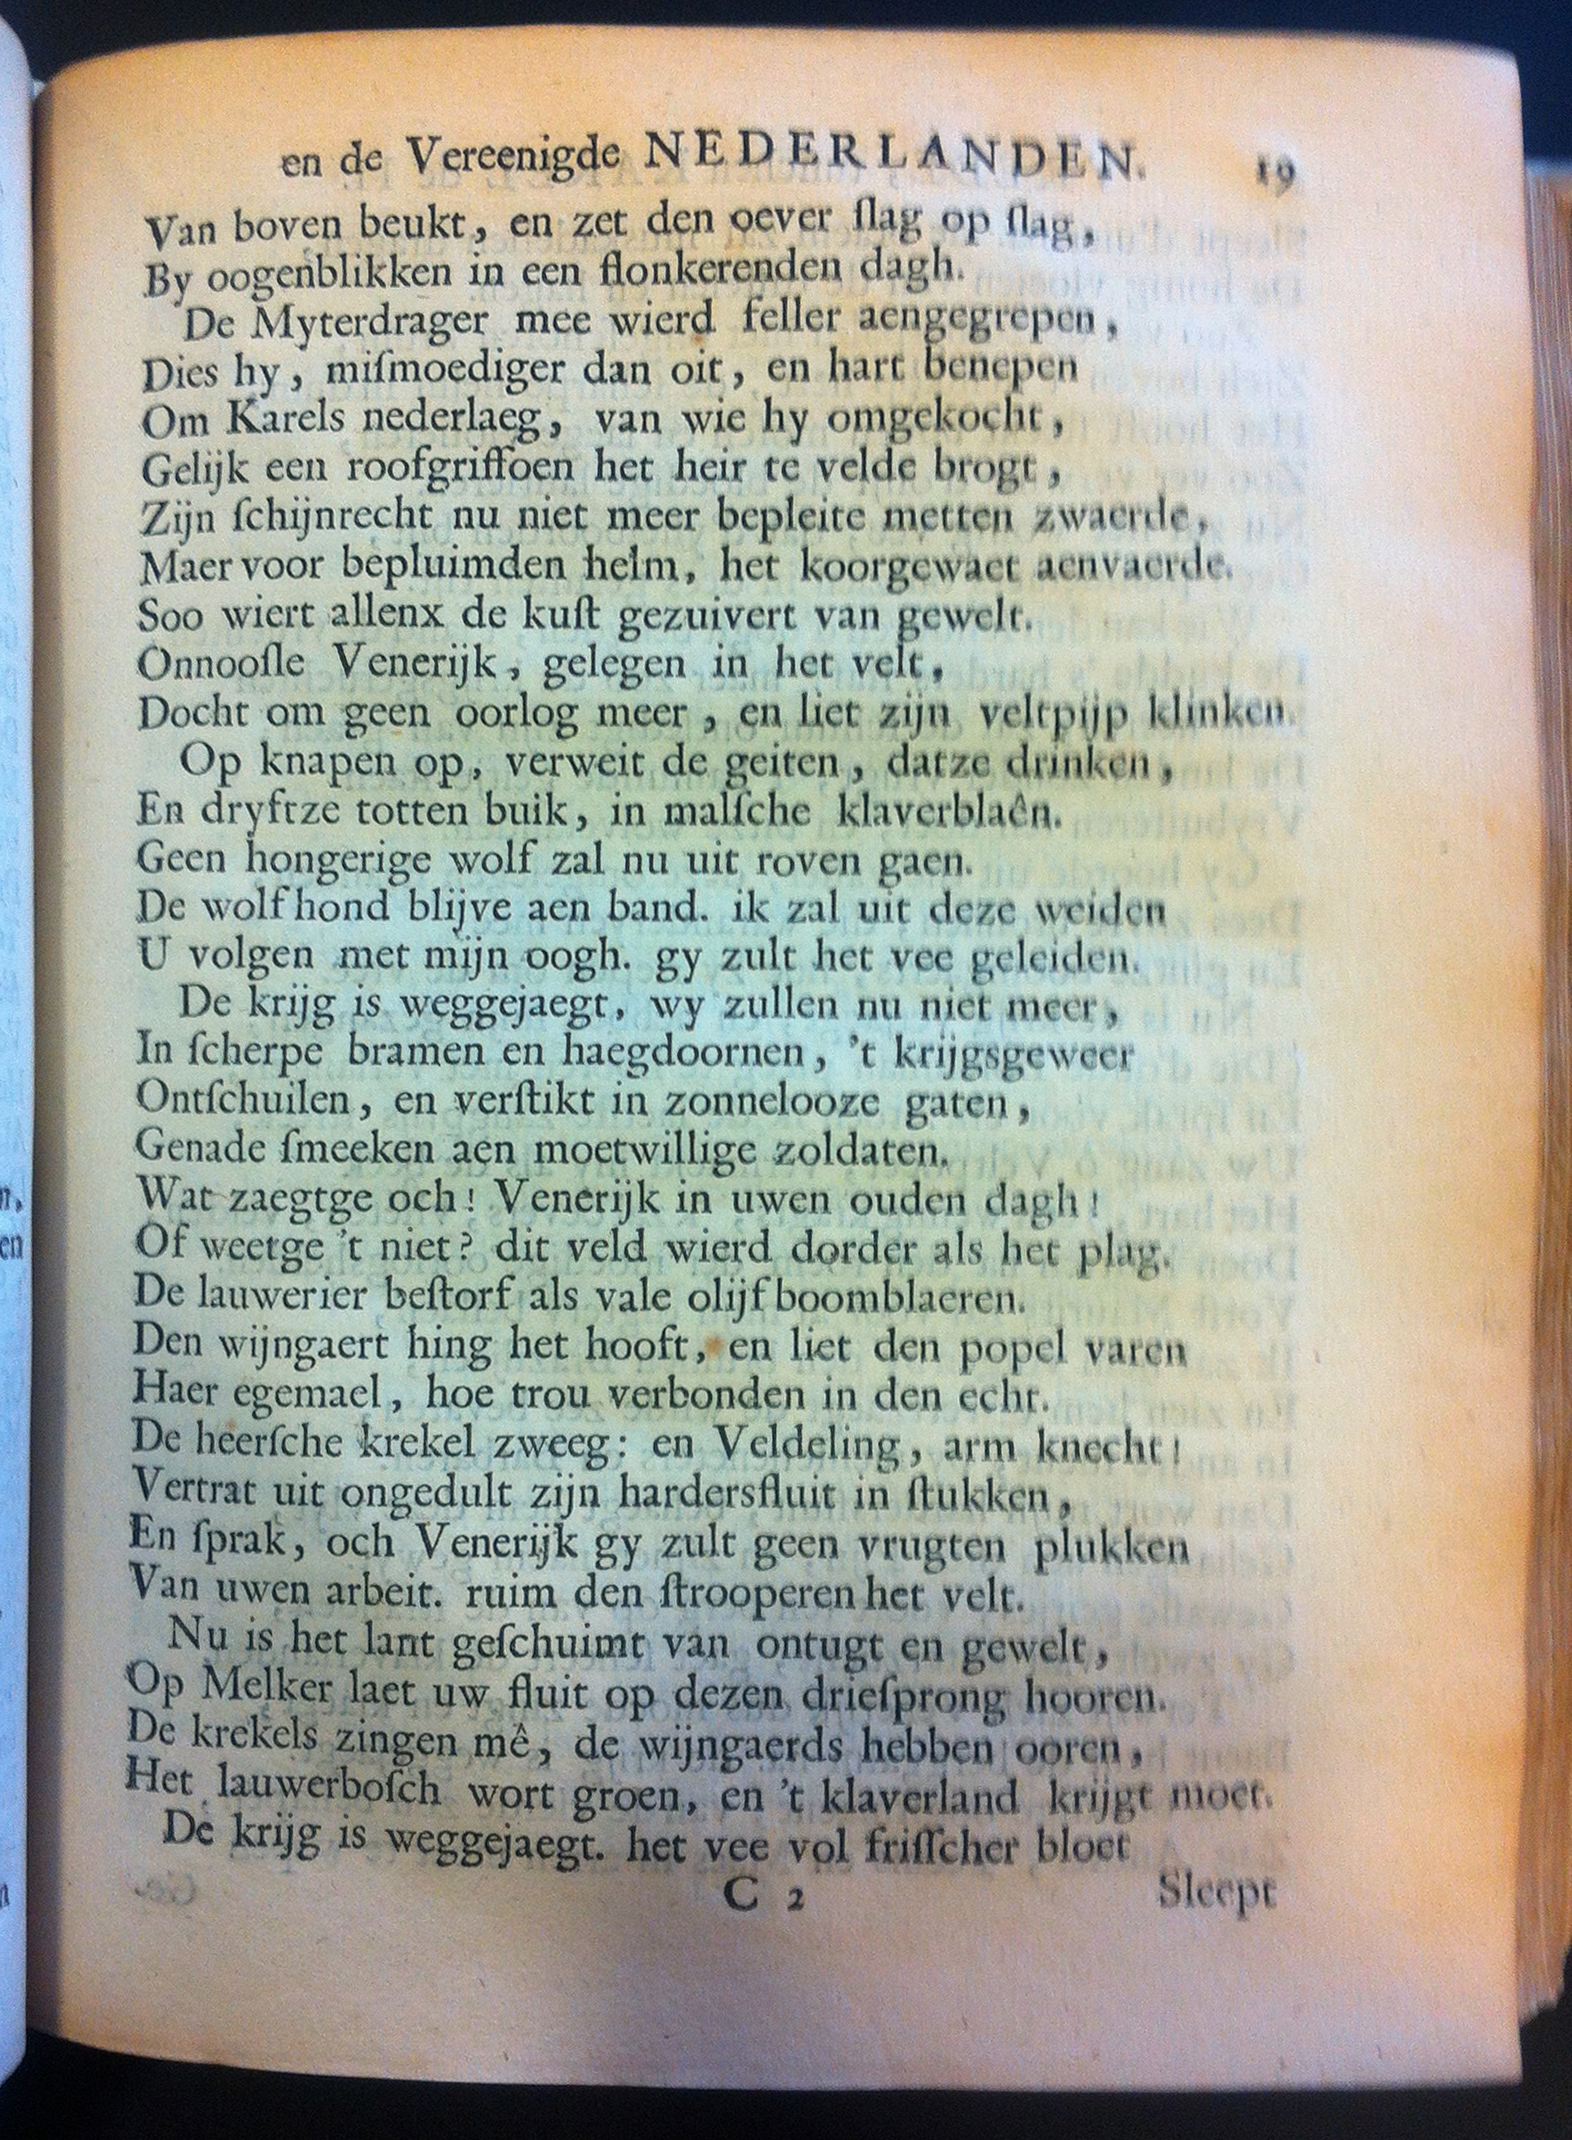 en de Vereenigde NEDERLANDEN. 19
Van boven beukt, en zet den oever ſlag op ſlag,
By oogenblikken in een flonkerenden dagh.
De Myterdrager mee wierd feller aengegrepen,
Dies hy, miſmoediger dan oit, en hart benepen
Om Karels nederlaeg, van wie hy omgekocht,
Gelijk een roofgriffoen het heir te velde brogt,
Zijn ſchijnrecht nu niet meer bepleite metten zwaerde,
Maer voor bepluimden helm, het koorgewaet aenvaerde.
Soo wiert allenx de kuſt gezuivert van gewelt.
Onnooſle Venerijk, gelegen in het velt,
Docht om geen oorlog meer, en liet zijn veltpijp klinken.
Op knapen op, verweit de geiten, datze drinken,
En dryftze totten buik, in malſche klaverblaên.
Geen hongerige wolf zal nu uit roven gaen.
De wolfhond blijve aen band. ik zal uit deze weiden
U volgen met mijn oogh. gy zult het vee geleiden.
De krijg is weggejaegt, wy zullen nu niet meer,
In ſcherpe bramen en haegdoornen, 't krijgsgeweer
Ontſchuilen, en verſtikt in zonnelooze gaten,
Genade ſmeeken aen moetwillige zoldaten.
Wat zaegtge och! Venerijk in uwen ouden dagh!
Of weetge 't niet? dit veld wierd dorder als het plag.
De lauwerier beſtorf als vale olijfboomblaeren.
Den wijngaert hing het hooft, en liet den popel varen
Haer egemael, hoe trou verbonden in den echt.
De heerſche krekel zweeg: en Veldeling, arm knecht!
Vertrat uit ongedult zijn hardersfluit in ſtukken,
En ſprak, och Venerijk gy zult geen vrugten plukken
Van uwen arbeit. ruim den ſtrooperen het velt.
Nu is het lant geſchuimt van ontugt en gewelt,
Op Melker laet uw fluit op dezen drieſprong hooren.
De krekels zingen mê, de wijngaerds hebben ooren,
Het lauwerboſch wort groen, en 't klaverland krijgt moet.
De krijg is weggejaegt. het vee vol friſſcher bloet
C 2 Sleept